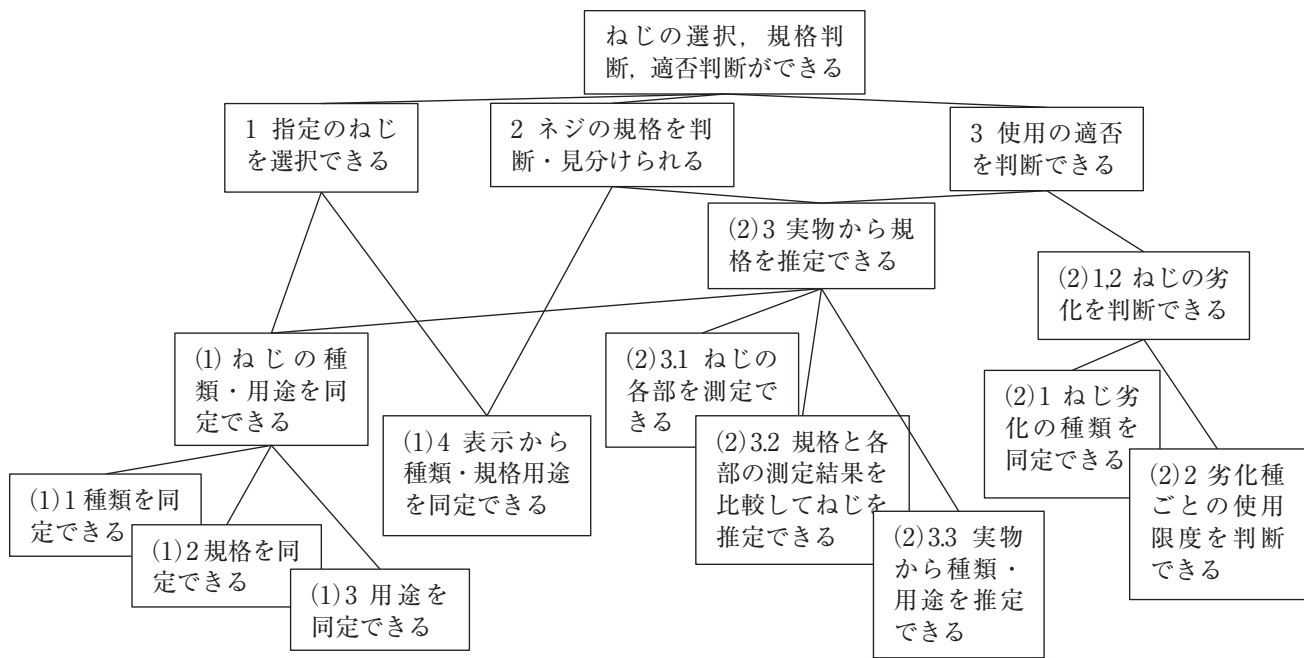 ねじの選択，規格判
断，適否判断ができる
1 指定のねじ
を選択できる
2 ネジの規格を判
断・見分けられる
3 使用の適否
を判断できる
(2)3 実物から規
格を推定できる
(2)1,2 ねじの劣
化を判断できる
(1) ねじの種
類・用途を同
定できる
(2)3.1 ねじの
各部を測定で
きる
(2)1 ねじ劣
化の種類を
同定できる
(1)4 表示から
種類・規格用途
を同定できる
(2)3.2 規格と各
部の測定結果を
比較してねじを
推定できる
(2)2 劣化種
ごとの使用
限度を判断
できる
(1)1 種類を同
定できる
(1)2 規格を同
定できる
(1)3 用途を
同定できる
(2)3.3 実物
から種類・
用途を推定
できる